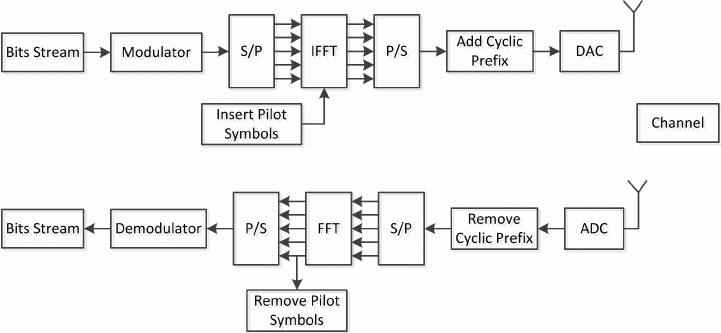 Bits Stream
Modulator
S/P
IFFT
P/S
Add Cyclic
Prefix
DAC
Insert Pilot
Symbols
Channel
Bits Stream
Demodulator
P/S
FFT
S/P
Remove
Cyclic Prefix
ADC
Remove Pilot
Symbols